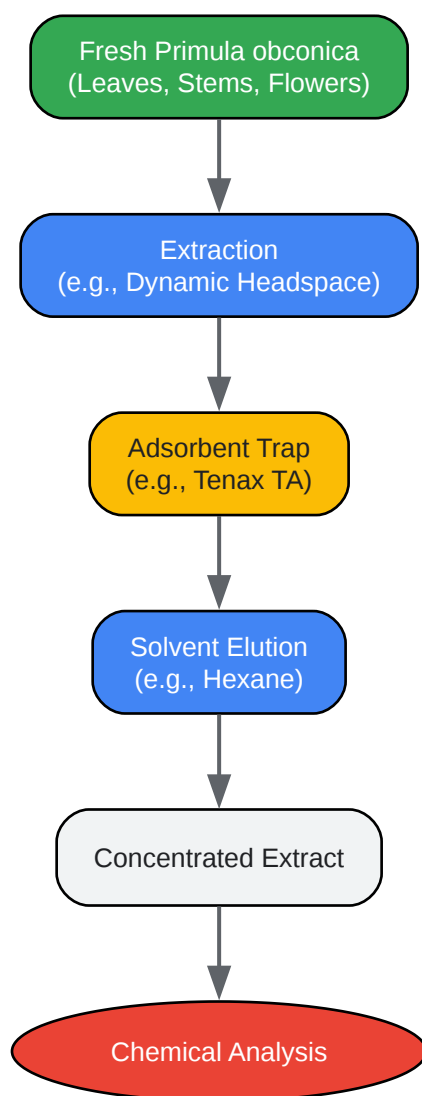 Fresh Primula obconica
(Leaves, Stems, Flowers)
Extraction
(e.g., Dynamic Headspace)
Adsorbent Trap
(e.g., Tenax TA)
Solvent Elution
(e.g., Hexane)
Concentrated Extract
Chemical Analysis